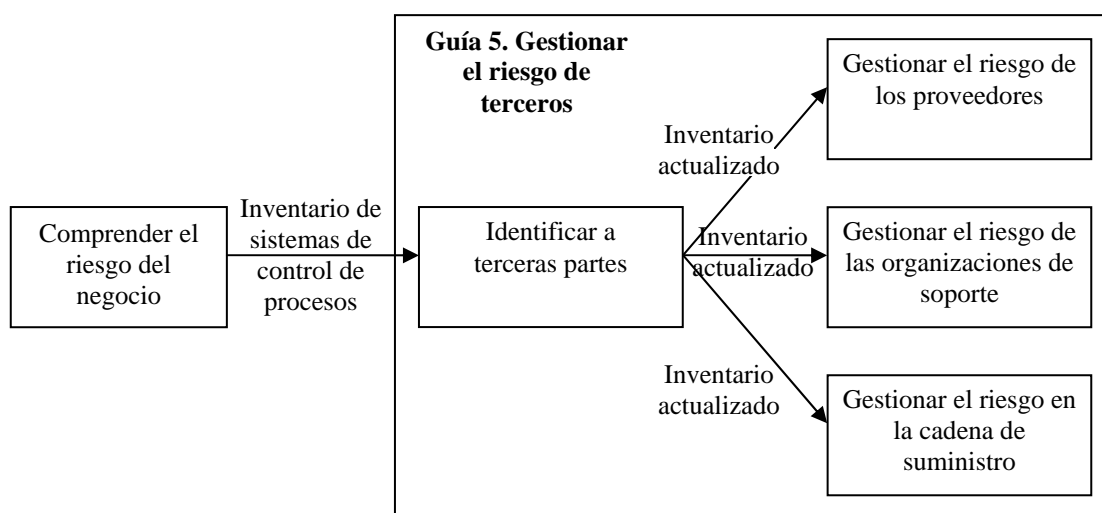 Guía 5. Gestionar
el riesgo de
terceros
Comprender el
riesgo del
negocio
Inventario de
sistemas de
control de
procesos
Identificar a
terceras partes
Inventario
actualizado
Gestionar el riesgo de
los proveedores
Inventario
actualizado
Gestionar el riesgo de
las organizaciones de
soporte
Inventario
actualizado
Gestionar el riesgo en
la cadena de
suministro